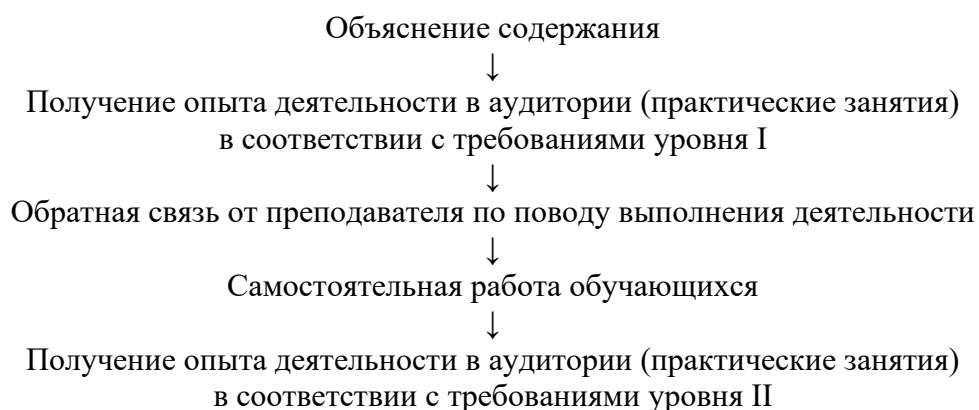 Объяснение содержания
↓
Получение опыта деятельности в аудитории (практические занятия)
в соответствии с требованиями уровня I
↓
Обратная связь от преподавателя по поводу выполнения деятельности
↓
Самостоятельная работа обучающихся
↓
Получение опыта деятельности в аудитории (практические занятия)
в соответствии с требованиями уровня II